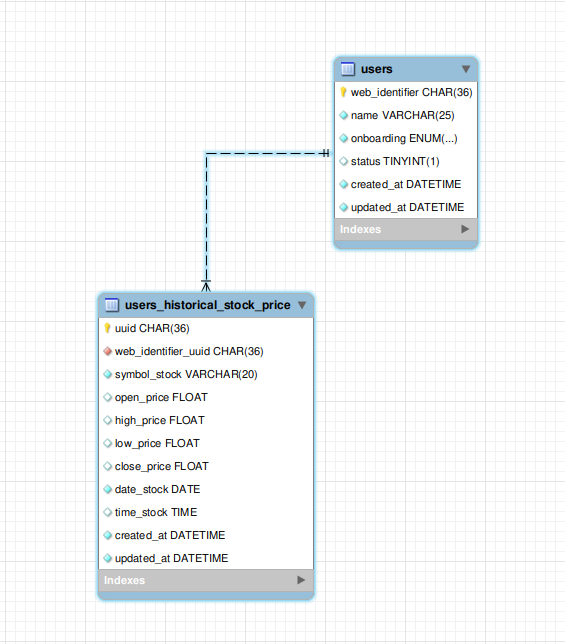 users
web_identifier CHAR(36)
name VARCHAR(25)
onboarding ENUM(...)
status TINYINT(1)
created_at DATETIME
updated_at DATETIME
Indexes
users_historical_stock_price
uuid CHAR(36)
web_identifier_uuid CHAR(36)
symbol_stock VARCHAR(20)
open_price FLOAT
high_price FLOAT
low_price FLOAT
close_price FLOAT
date_stock DATE
time_stock TIME
created_at DATETIME
updated_at DATETIME
Indexes